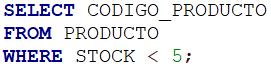 SELECT CODIGO_PRODUCTO
FROM PRODUCTO
WHERE STOCK < 5;